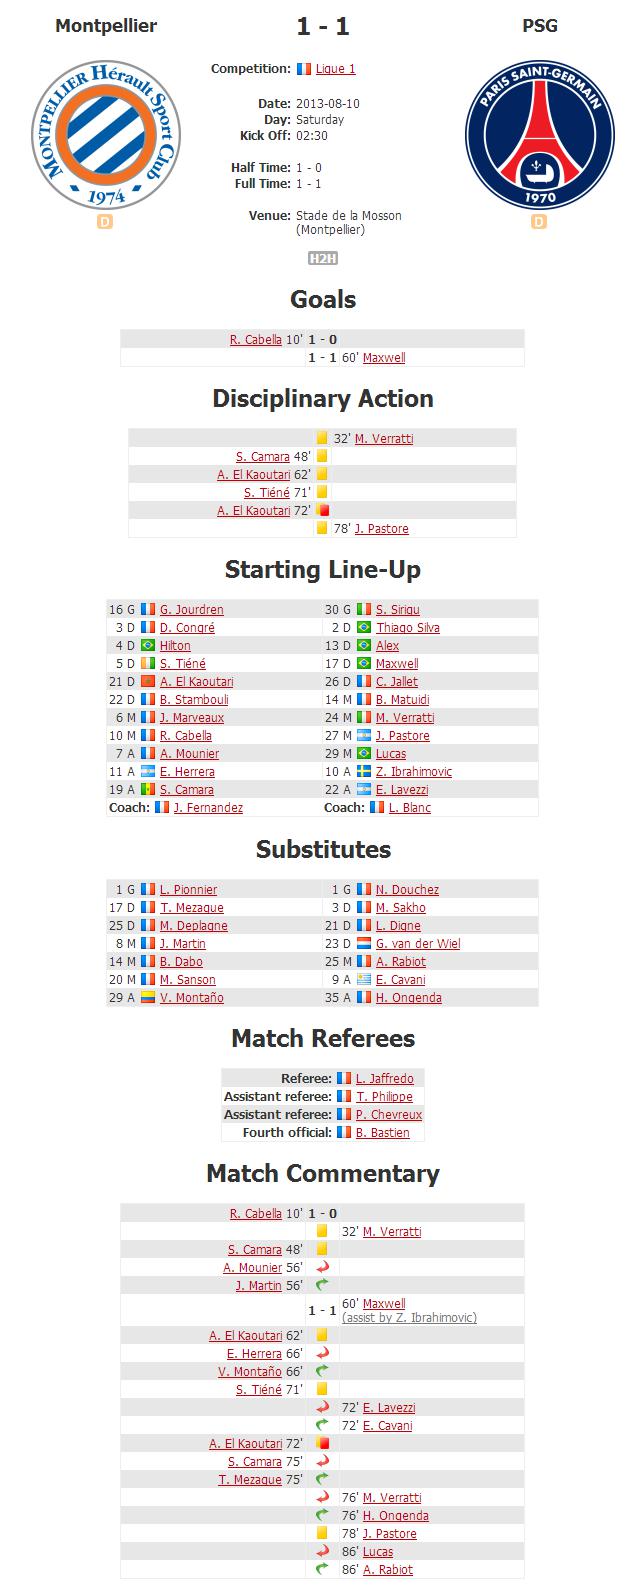 Montpellier
1 - 1
PSG
MONTPELLIER Hérault Sport Club
1974
PARIS SAINT-GERMAIN
1970
Competition: Ligue 1
Date: 2013-08-10
Day: Saturday
Kick Off: 02:30
Half Time: 1 - 0
Full Time: 1 - 1
Venue: Stade de la Mosson
(Montpellier)
D
D
H2H
Goals
R. Cabella 10' 1 - 0
1 - 1 60' Maxwell
Disciplinary Action
32' M. Verratti
S. Camara 48'
A. El Kaoutari 62'
S. Tiéné 71'
A. El Kaoutari 72'
78' J. Pastore
Starting Line-Up
16 G G. Jourdren 30 G S. Sirigu
3 D D. Congré 2 D Thiago Silva
4 D Hilton 13 D Alex
5 D S. Tiéné 17 D Maxwell
21 D A. El Kaoutari 26 D C. Jallet
22 D B. Stambouli 14 M B. Matuidi
6 M J. Marveaux 24 M M. Verratti
10 M R. Cabella 27 M J. Pastore
7 A A. Mounier 29 M Lucas
11 A E. Herrera 10 A Z. Ibrahimovic
19 A S. Camara 22 A E. Lavezzi
Coach: J. Fernandez Coach: L. Blanc
Substitutes
1 G L. Pionnier 1 G N. Douchez
17 D T. Mezague 3 D M. Sakho
25 D M. Deplagne 21 D L. Digne
8 M J. Martin 23 D G. van der Wiel
14 M B. Dabo 25 M A. Rabiot
20 M M. Sanson 9 A E. Cavani
29 A V. Montaño 35 A H. Ongenda
Match Referees
Referee: L. Jaffredo
Assistant referee: T. Philippe
Assistant referee: P. Chevreux
Fourth official: B. Bastien
Match Commentary
R. Cabella 10' 1 - 0
32' M. Verratti
S. Camara 48'
A. Mounier 56'
J. Martin 56'
1 - 1 60' Maxwell
(assist by Z. Ibrahimovic)
A. El Kaoutari 62'
E. Herrera 66'
V. Montaño 66'
S. Tiéné 71'
72' E. Lavezzi
72' E. Cavani
A. El Kaoutari 72'
S. Camara 75'
T. Mezague 75'
76' M. Verratti
76' H. Ongenda
78' J. Pastore
86' Lucas
86' A. Rabiot